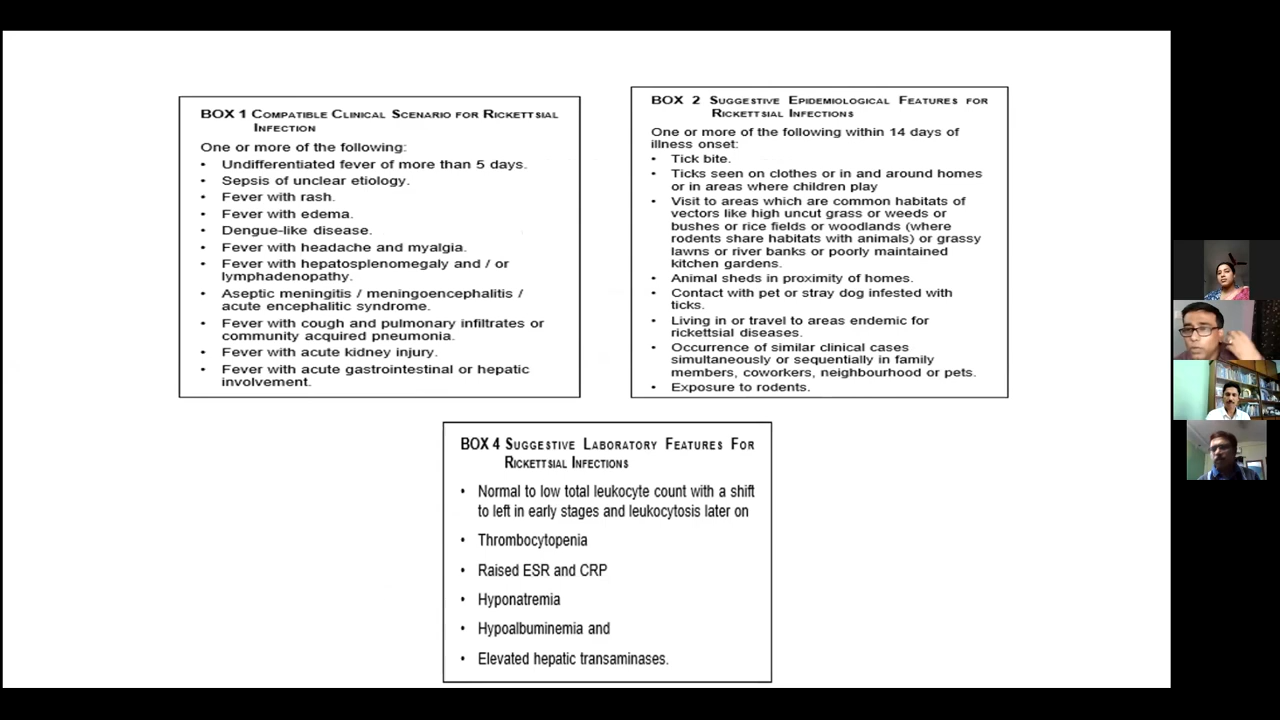 BOX 1 COMPATIBLE CLINICAL SCENARIO FOR RICKETTSIAL
INFECTION
One or more of the following:
• Undifferentiated fever of more than 5 days.
• Sepsis of unclear etiology.
• Fever with rash.
• Fever with edema.
• Dengue-like disease.
• Fever with headache and myalgia.
• Fever with hepatosplenomegaly and / or
lymphadenopathy.
• Aseptic meningitis / meningoencephalitis /
acute encephalitic syndrome.
• Fever with cough and pulmonary infiltrates or
community acquired pneumonia.
• Fever with acute kidney injury.
• Fever with acute gastrointestinal or hepatic
involvement.
BOX 2 SUGGESTIVE EPIDEMIOLOGICAL FEATURES FOR
RICKETTSIAL INFECTIONS
One or more of the following within 14 days of
illness onset:
• Tick bite.
• Ticks seen on clothes or in and around homes
or in areas where children play
• Visit to areas which are common habitats of
vectors like high uncut grass or weeds or
bushes or rice fields or woodlands (where
rodents share habitats with animals) or grassy
lawns or river banks or poorly maintained
kitchen gardens.
• Animal sheds in proximity of homes.
• Contact with pet or stray dog infested with
ticks.
• Living in or travel to areas endemic for
rickettsial diseases.
• Occurrence of similar clinical cases
simultaneously or sequentially in family
members, coworkers, neighbourhood or pets.
• Exposure to rodents.
BOX 4 SUGGESTIVE LABORATORY FEATURES FOR
RICKETTSIAL INFECTIONS
• Normal to low total leukocyte count with a shift
to left in early stages and leukocytosis later on
• Thrombocytopenia
• Raised ESR and CRP
• Hyponatremia
• Hypoalbuminemia and
• Elevated hepatic transaminases.